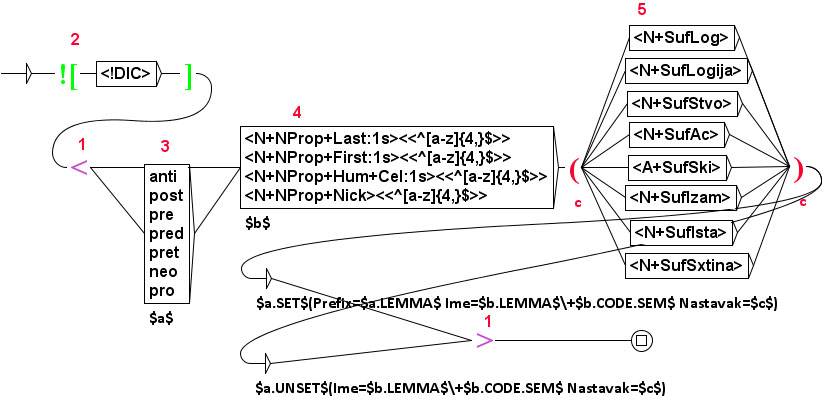 2
![ <!DIC> ]
1
<
3
anti
post
pre
pred
pret
neo
pro
$a$
4
<N+NProp+Last:1s><<^[a-z]{4,}$>>
<N+NProp+First:1s><<^[a-z]{4,}$>>
<N+NProp+Hum+Cel:1s><<^[a-z]{4,}$>>
<N+NProp+Nick><<^[a-z]{4,}$>>
$b$
5
(
c
<N+SufLog>
<N+SufLogija>
<N+SufStvo>
<N+SufAc>
<A+SufSki>
<N+SufIzam>
<N+SufIsta>
<N+SufSxtina>
)
c
$a.SET$(Prefix=$a.LEMMA$ Ime=$b.LEMMA$\+$b.CODE.SEM$ Nastavak=$c$)
1
>
$a.UNSET$(Ime=$b.LEMMA$\+$b.CODE.SEM$ Nastavak=$c$)